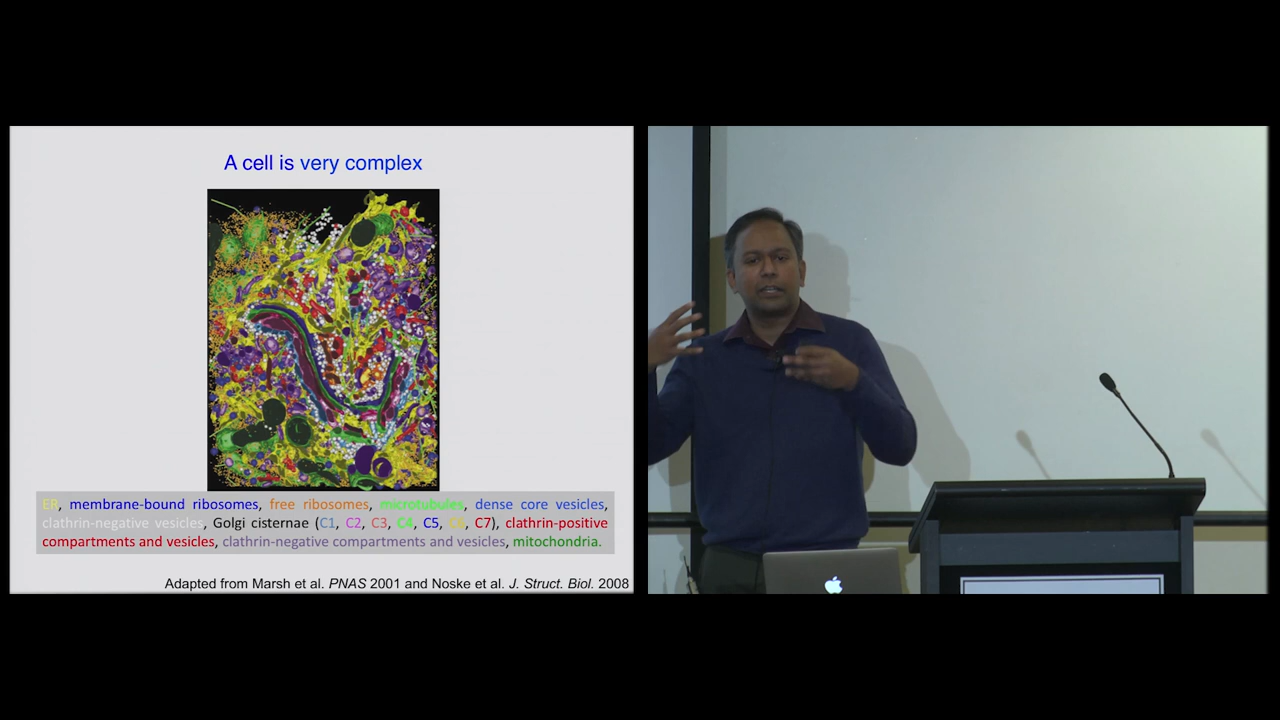 A cell is very complex
ER, membrane-bound ribosomes, free ribosomes, microtubules, dense core vesicles,
clathrin-negative vesicles, Golgi cisternae (C1, C2, C3, C4, C5, C6, C7), clathrin-positive
compartments and vesicles, clathrin-negative compartments and vesicles, mitochondria.
Adapted from Marsh et al. PNAS 2001 and Noske et al. J. Struct. Biol. 2008